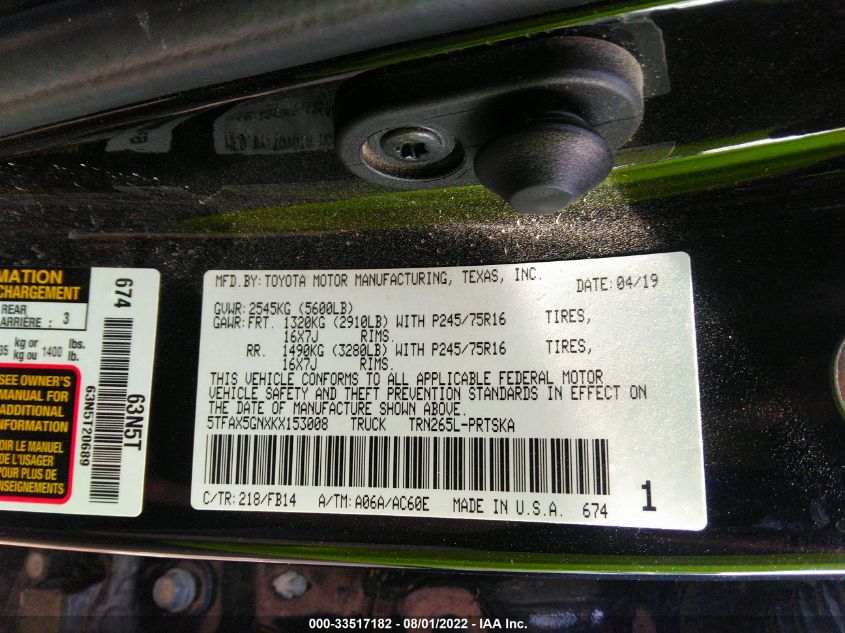 MATION
CHARGEMENT
REAR
ARRIÈRE : 3
35 kg or 1400 lbs.
kg ou lb.
SEE OWNER'S
MANUAL FOR
ADDITIONAL
INFORMATION
VOIR LE MANUEL
DE L'USAGER
POUR PLUS DE
RENSEIGNEMENTS
674
63N5T
63N5T20689
MFD.BY: TOYOTA MOTOR MANUFACTURING, TEXAS, INC. DATE: 04/19
GVWR: 2545KG (5600LB)
GAWR: FRT. 1320KG (2910LB) WITH P245/75R16 TIRES,
16X7J RIMS.
RR. 1490KG (3280LB) WITH P245/75R16 TIRES,
16X7J RIMS.
THIS VEHICLE CONFORMS TO ALL APPLICABLE FEDERAL MOTOR
VEHICLE SAFETY AND THEFT PREVENTION STANDARDS IN EFFECT ON
THE DATE OF MANUFACTURE SHOWN ABOVE.
5TFAX5GNXKX153008 TRUCK TRN265L-PRTSKA
C/TR: 218/FB14 A/TM: A06A/AC60E MADE IN U.S.A. 674
1
000-33517182 - 08/01/2022 - IAA Inc.